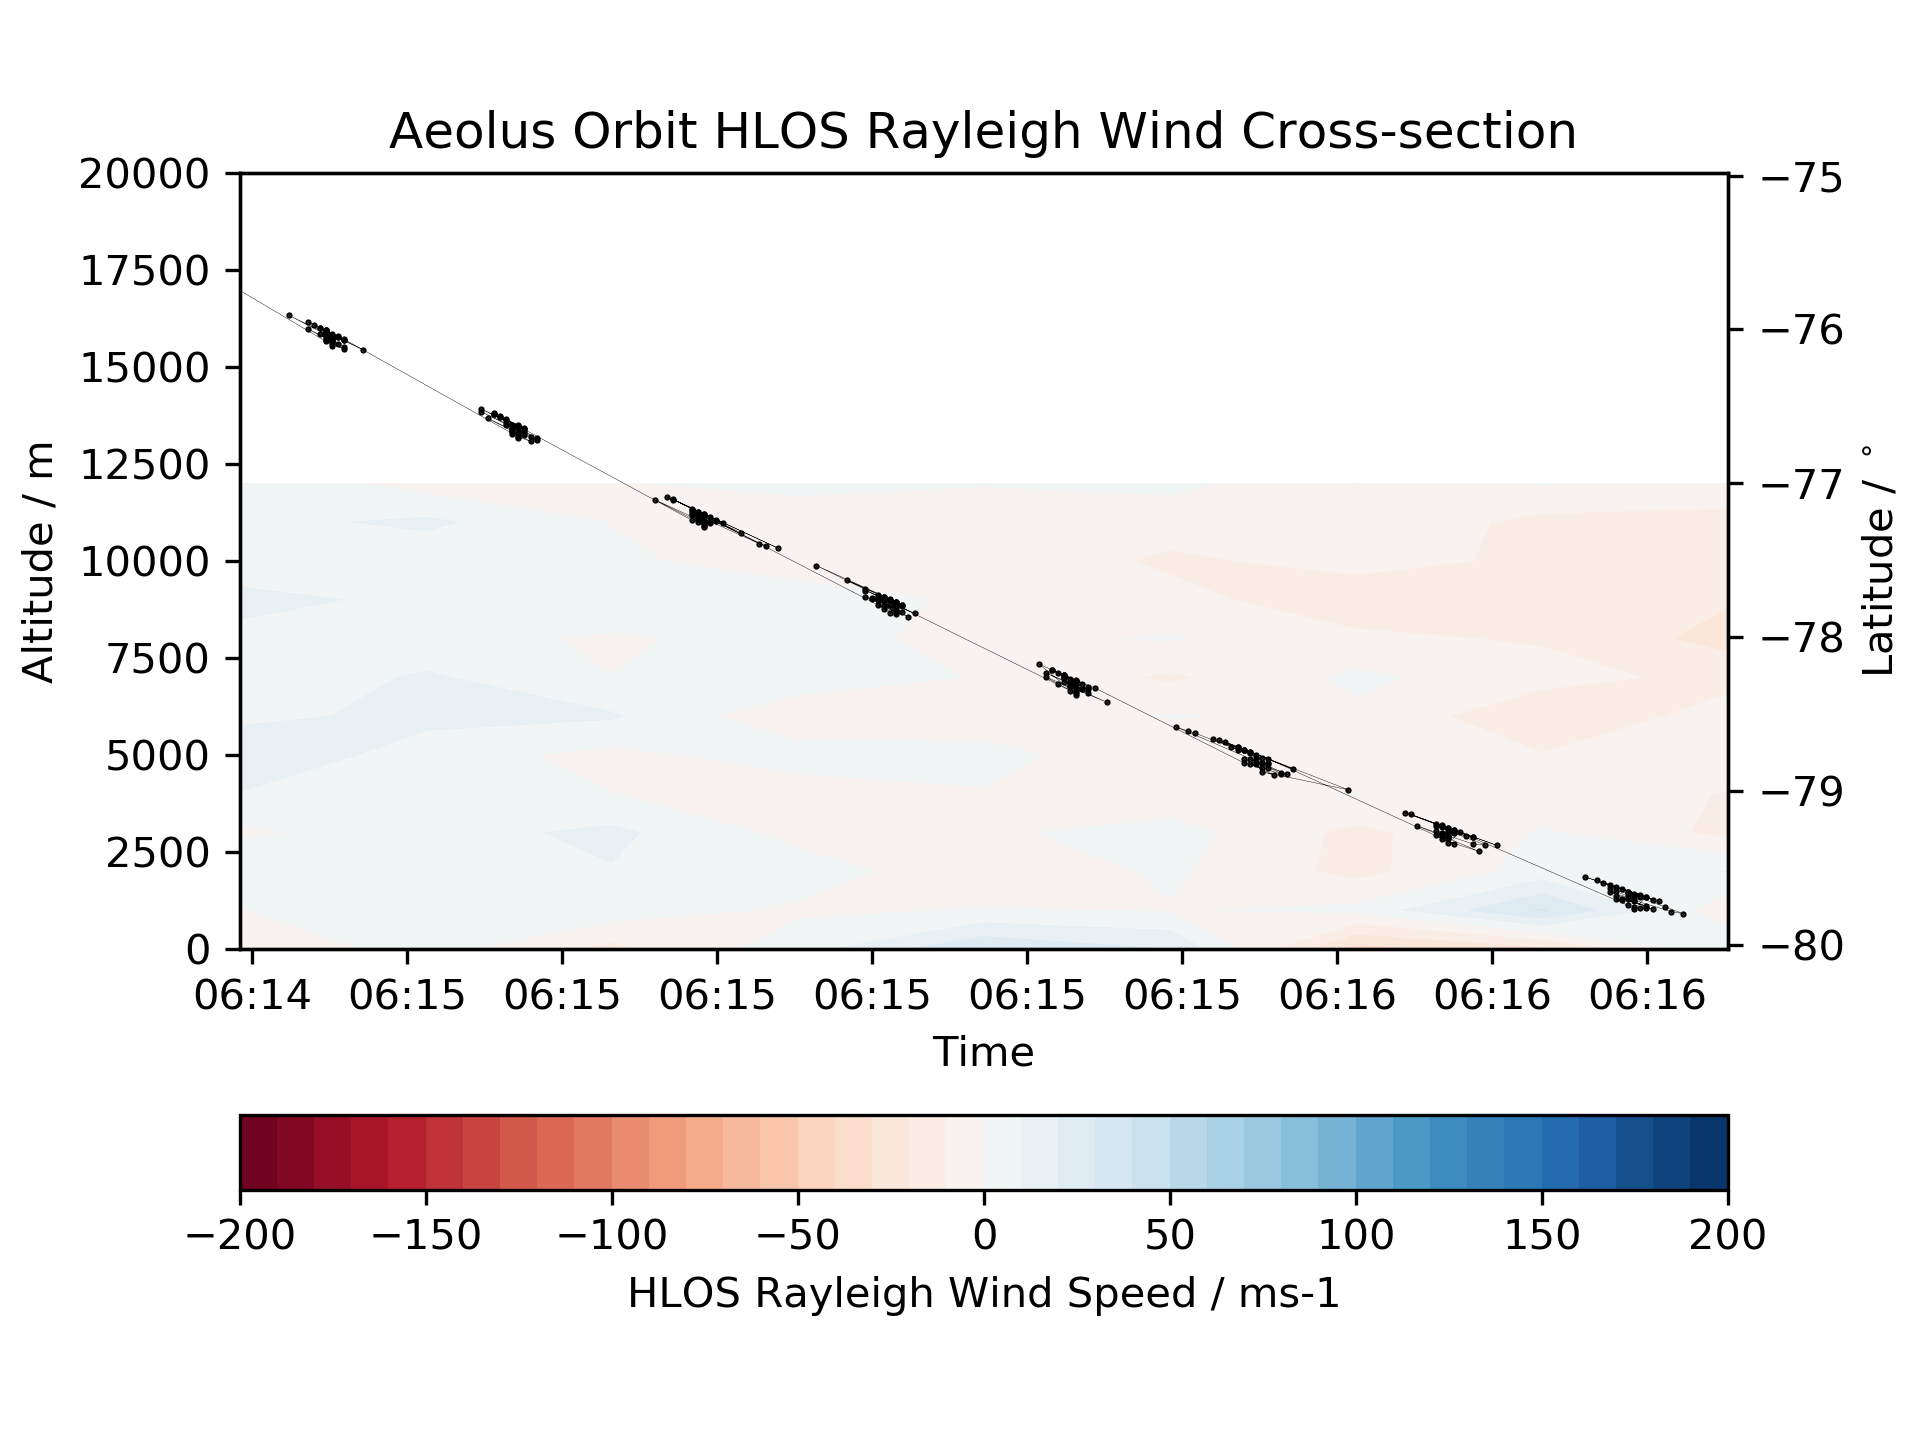 Aeolus Orbit HLOS Rayleigh Wind Cross-section
20000
17500
15000
12500
10000
7500
5000
2500
0
Altitude / m
−75
−76
−77
−78
−79
−80
Latitude / °
06:14 06:15 06:15 06:15 06:15 06:15 06:15 06:16 06:16 06:16
Time
−200 −150 −100 −50 0 50 100 150 200
HLOS Rayleigh Wind Speed / ms-1